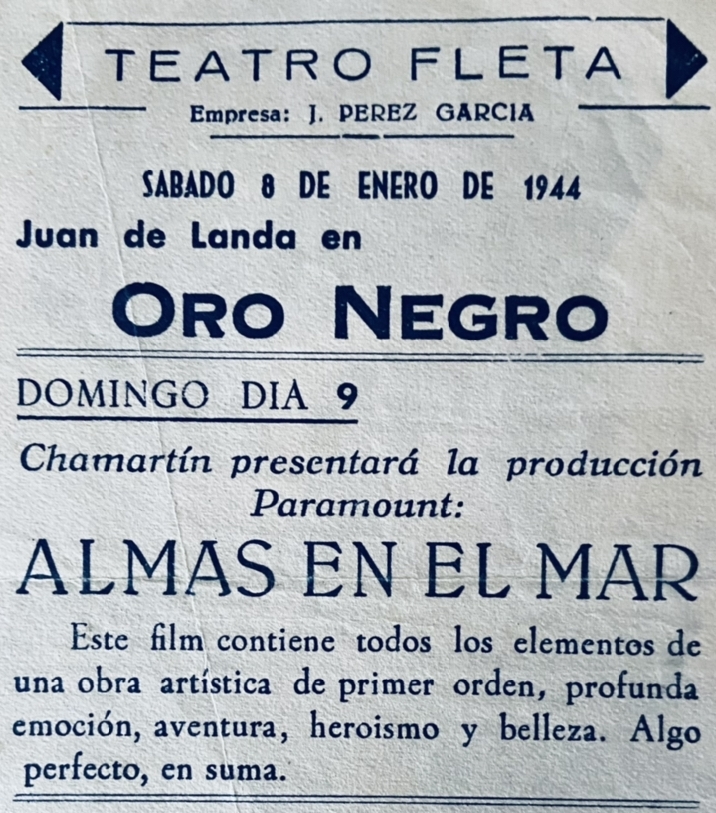 TEATRO FLETA
Empresa: J. PEREZ GARCIA
SABADO 8 DE ENERO DE 1944
Juan de Landa en
ORO NEGRO
DOMINGO DIA 9
Chamartín presentará la producción
Paramount:
ALMAS EN EL MAR
Este film contiene todos los elementos de
una obra artística de primer orden, profunda
emoción, aventura, heroismo y belleza. Algo
perfecto, en suma.